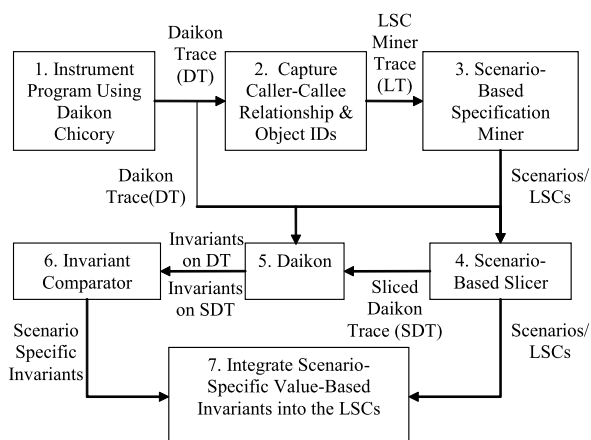 Daikon
Trace
(DT)
LSC
Miner
Trace
(LT)
1. Instrument
Program Using
Daikon
Chicory
2. Capture
Caller-Callee
Relationship &
Object IDs
3. Scenario-
Based
Specification
Miner
Daikon
Trace(DT)
Scenarios/
LSCs
6. Invariant
Comparator
Invariants
on DT
Invariants
on SDT
5. Daikon
Sliced
Daikon
Trace (SDT)
4. Scenario-
Based Slicer
Scenario
Specific
Invariants
7. Integrate Scenario-
Specific Value-Based
Invariants into the LSCs
Scenarios/
LSCs